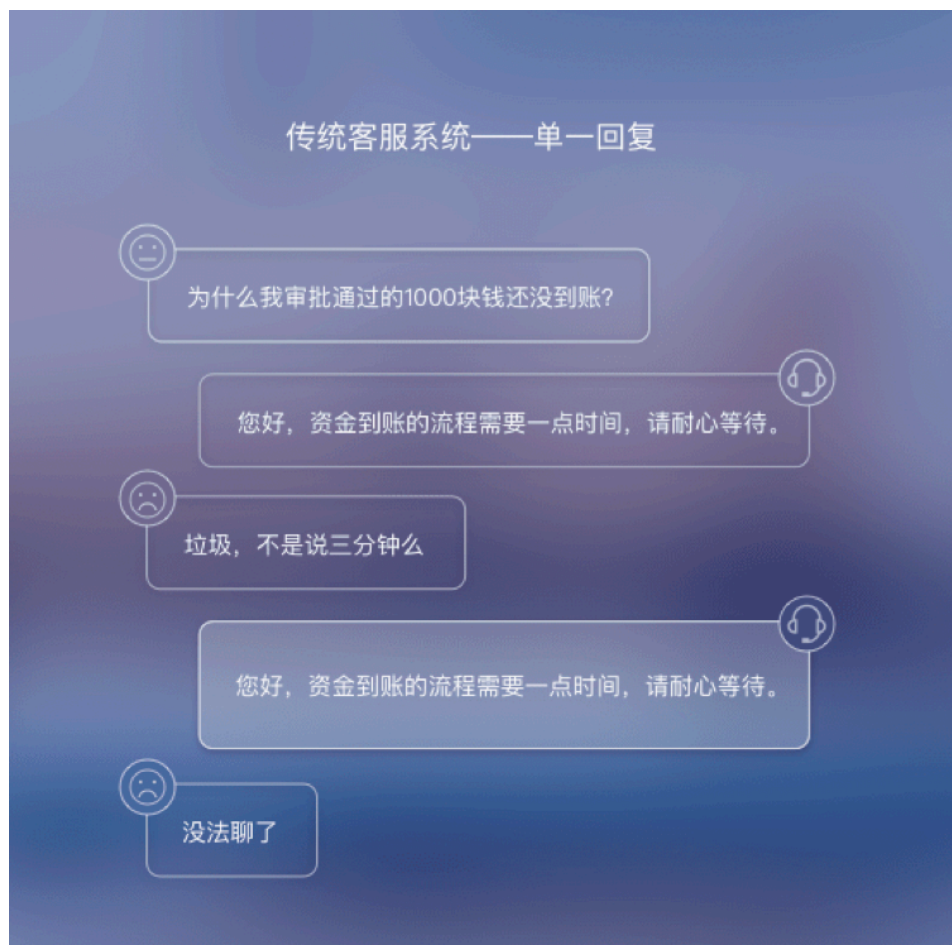 传统客服系统——单一回复
为什么我审批通过的1000块钱还没到账?
您好，资金到账的流程需要一点时间，请耐心等待。
垃圾，不是说三分钟么
您好，资金到账的流程需要一点时间，请耐心等待。
没法聊了